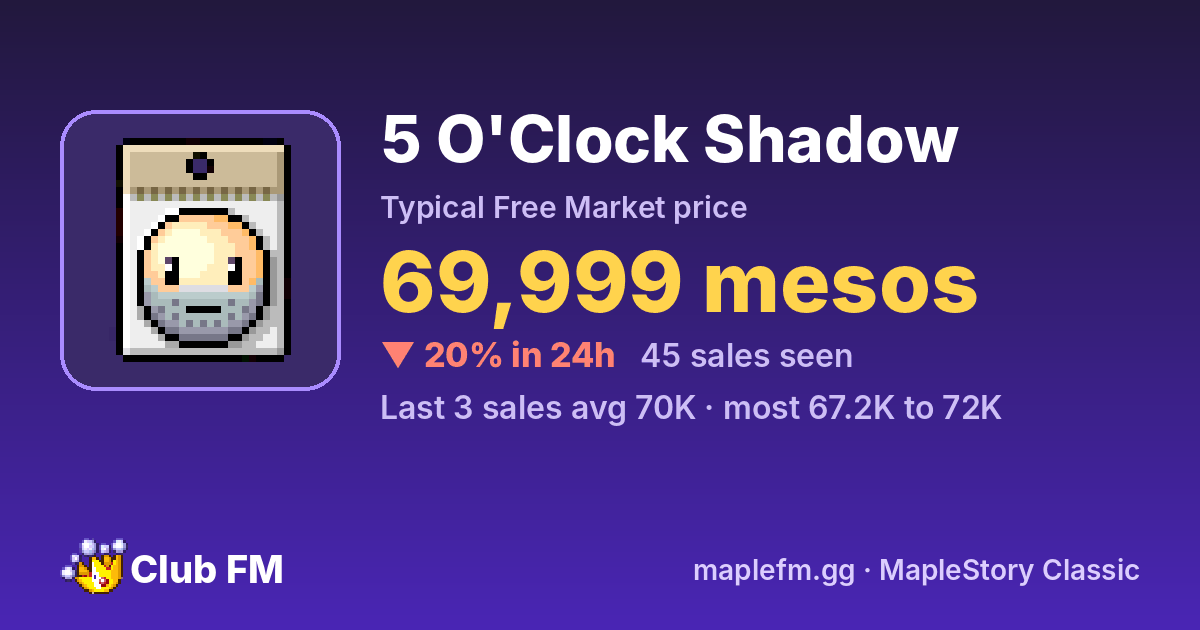 5 O'Clock Shadow
Typical Free Market price
69,999 mesos
▼ 20% in 24h 45 sales seen
Last 3 sales avg 70K · most 67.2K to 72K
Club FM
maplefm.gg · MapleStory Classic